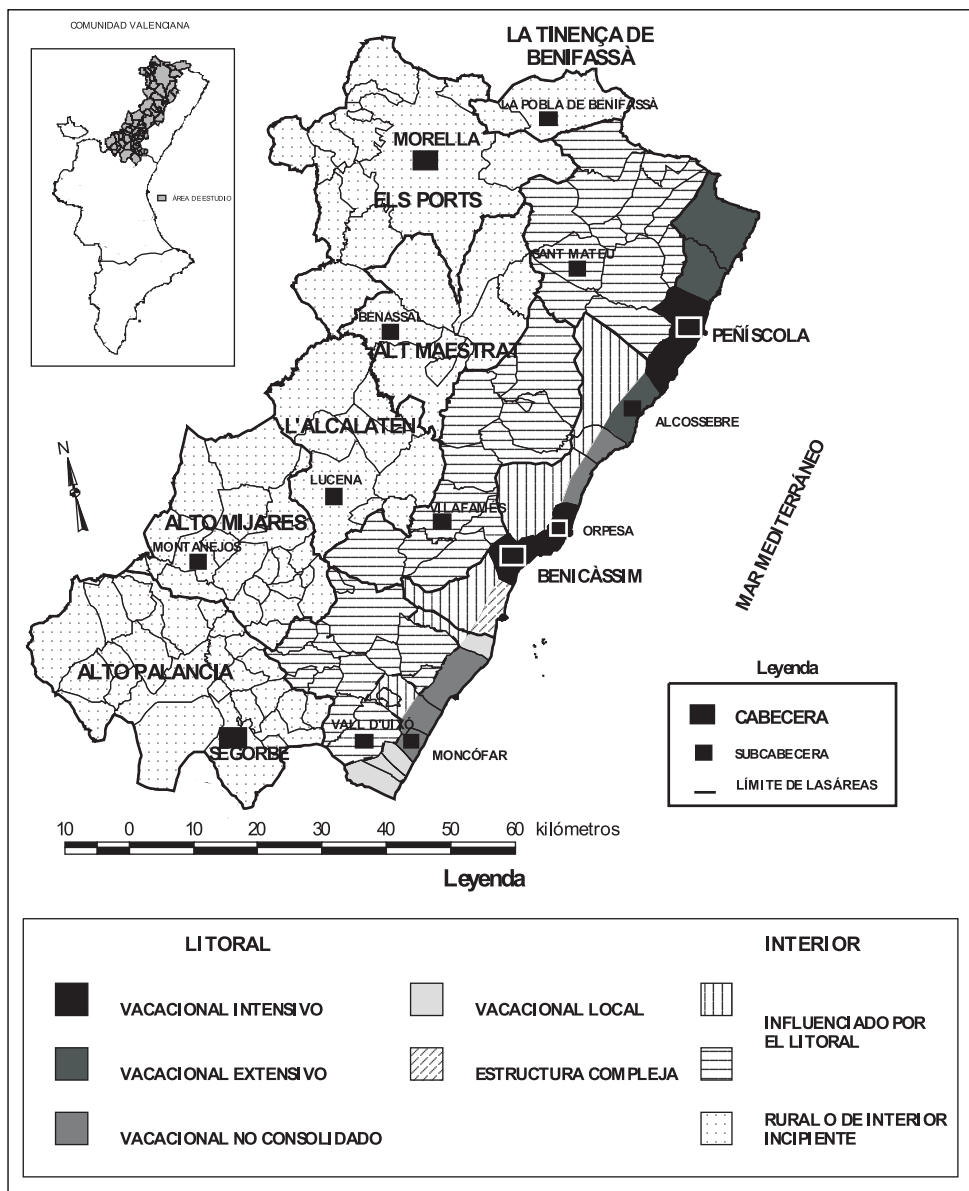 COMUNIDAD VALENCIANA
ÁREA DE ESTUDIO
LA TINENÇA DE
BENIFASSÀ
LA POBLA DE BENIFASSÀ
MORELLA
ELS PORTS
SANT MATEU
PEÑÍSCOLA
BENASSAL
ALT MAESTRAT
ALCOSSEBRE
L'ALCALATÉN
N
LUCENA
VILAFAMÉS
ORPESA
ALTO MIJARES
MONTANEJOS
BENICÀSSIM
MAR MEDITERRÁNEO
ALTO PALANCIA
VALL D'UIXÓ
MONCÓFAR
SEGORBE
Leyenda
CABECERA
SUBCABECERA
LÍMITE DE LAS ÁREAS
10 0 10 20 30 40 50 60 kilómetros
Leyenda
LITORAL
INTERIOR
VACACIONAL INTENSIVO
VACACIONAL LOCAL
INFLUENCIADO POR
EL LITORAL
VACACIONAL EXTENSIVO
ESTRUCTURA COMPLEJA
VACACIONAL NO CONSOLIDADO
RURAL O DE INTERIOR
INCIPIENTE